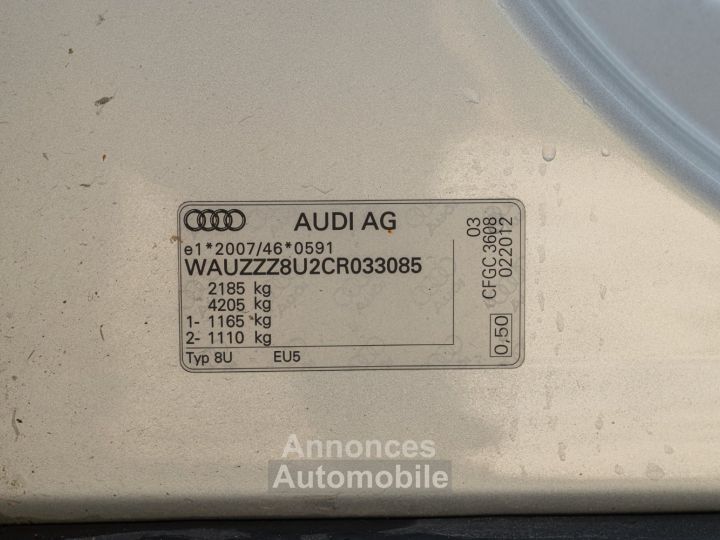 AUDI AG
e1*2007/46*0591
WAUZZZ8U2CR033085
2185 kg
4205 kg
1- 1165 kg
2- 1110 kg
Typ 8U EU5
03
CFGC 3608
022012
0,50
Annonces
Automobile